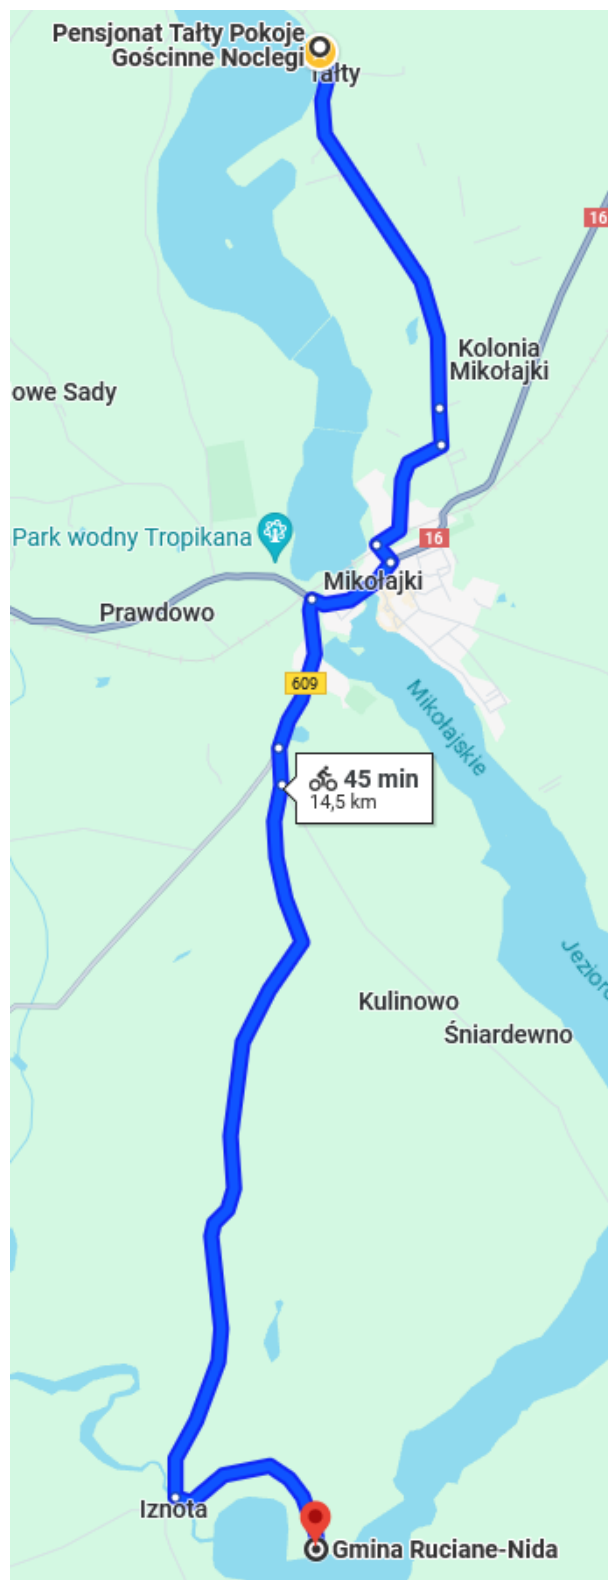 Pensjonat Tałty Pokoje
Gościnne Noclegi
Tałty
16
Kolonia
Mikołajki
owe Sady
Park wodny Tropikana
16
Mikołajki
Prawdowo
609
Mikołajskie
45 min
14,5 km
Jezioro
Kulinowo
Śniardewno
Iznota
Gmina Ruciane-Nida